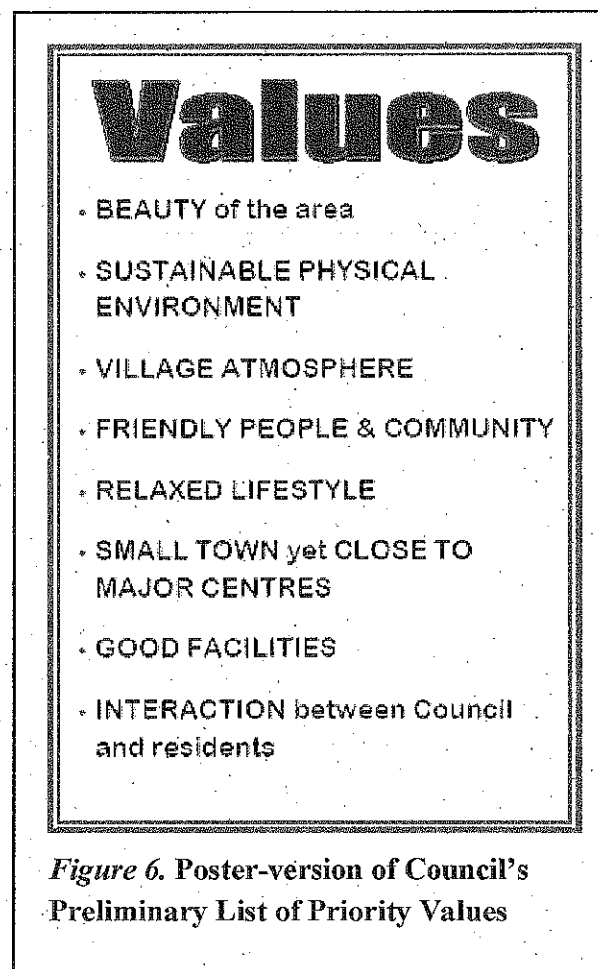 Values
• BEAUTY of the area
• SUSTAINABLE PHYSICAL
ENVIRONMENT
• VILLAGE ATMOSPHERE
• FRIENDLY PEOPLE & COMMUNITY
• RELAXED LIFESTYLE
• SMALL TOWN yet CLOSE TO
MAJOR CENTRES
• GOOD FACILITIES
• INTERACTION between Council
and residents
Figure 6. Poster-version of Council's
Preliminary List of Priority Values